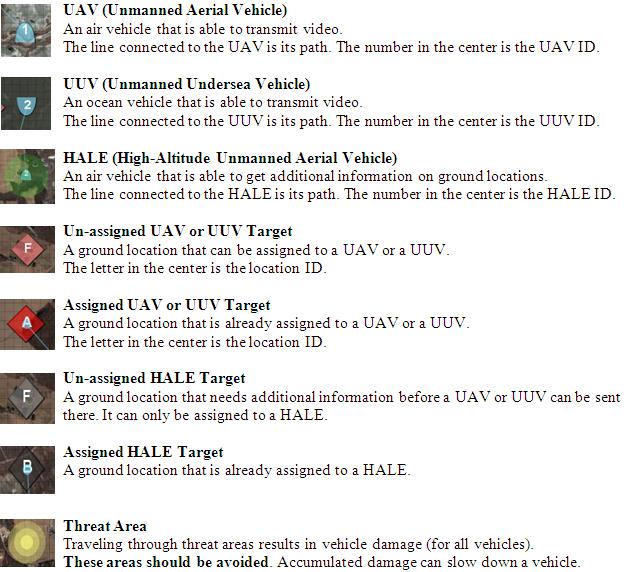 UAV (Unmanned Aerial Vehicle)
1
An air vehicle that is able to transmit video.
The line connected to the UAV is its path. The number in the center is the UAV ID.
UUV (Unmanned Undersea Vehicle)
2
An ocean vehicle that is able to transmit video.
The line connected to the UUV is its path. The number in the center is the UUV ID.
HALE (High-Altitude Unmanned Aerial Vehicle)
An air vehicle that is able to get additional information on ground locations.
The line connected to the HALE is its path. The number in the center is the HALE ID.
Un-assigned UAV or UUV Target
F
A ground location that can be assigned to a UAV or a UUV.
The letter in the center is the location ID.
Assigned UAV or UUV Target
A
A ground location that is already assigned to a UAV or a UUV.
The letter in the center is the location ID.
Un-assigned HALE Target
F
A ground location that needs additional information before a UAV or UUV can be sent
there. It can only be assigned to a HALE.
Assigned HALE Target
B
A ground location that is already assigned to a HALE.
Threat Area
Traveling through threat areas results in vehicle damage (for all vehicles).
These areas should be avoided. Accumulated damage can slow down a vehicle.